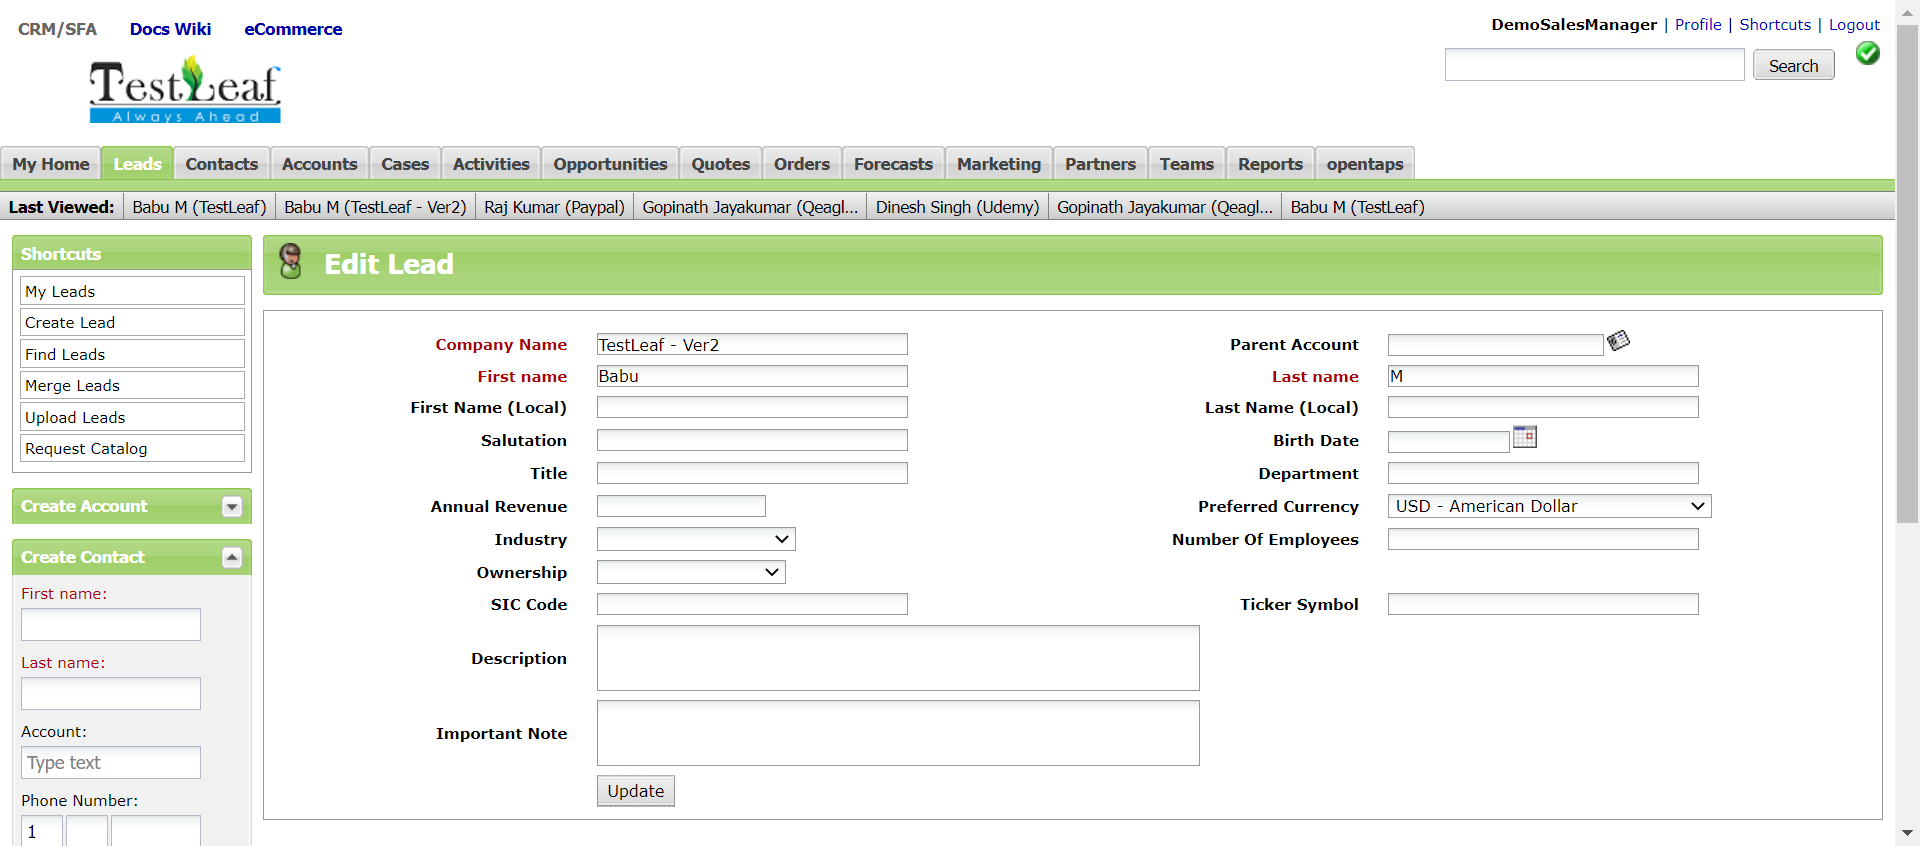 CRM/SFA Docs Wiki eCommerce
DemoSalesManager | Profile | Shortcuts | Logout
Search
TestLeaf
Always Ahead
My Home Leads Contacts Accounts Cases Activities Opportunities Quotes Orders Forecasts Marketing Partners Teams Reports opentaps
Last Viewed: Babu M (TestLeaf) Babu M (TestLeaf - Ver2) Raj Kumar (Paypal) Gopinath Jayakumar (Qeagl... Dinesh Singh (Udemy) Gopinath Jayakumar (Qeagl... Babu M (TestLeaf)
Shortcuts
My Leads
Create Lead
Find Leads
Merge Leads
Upload Leads
Request Catalog
Create Account
Create Contact
First name:
Last name:
Account:
Type text
Phone Number:
1
Edit Lead
Company Name TestLeaf - Ver2 Parent Account
First name Babu Last name M
First Name (Local) Last Name (Local)
Salutation Birth Date
Title Department
Annual Revenue Preferred Currency USD - American Dollar
Industry Number Of Employees
Ownership
SIC Code Ticker Symbol
Description
Important Note
Update